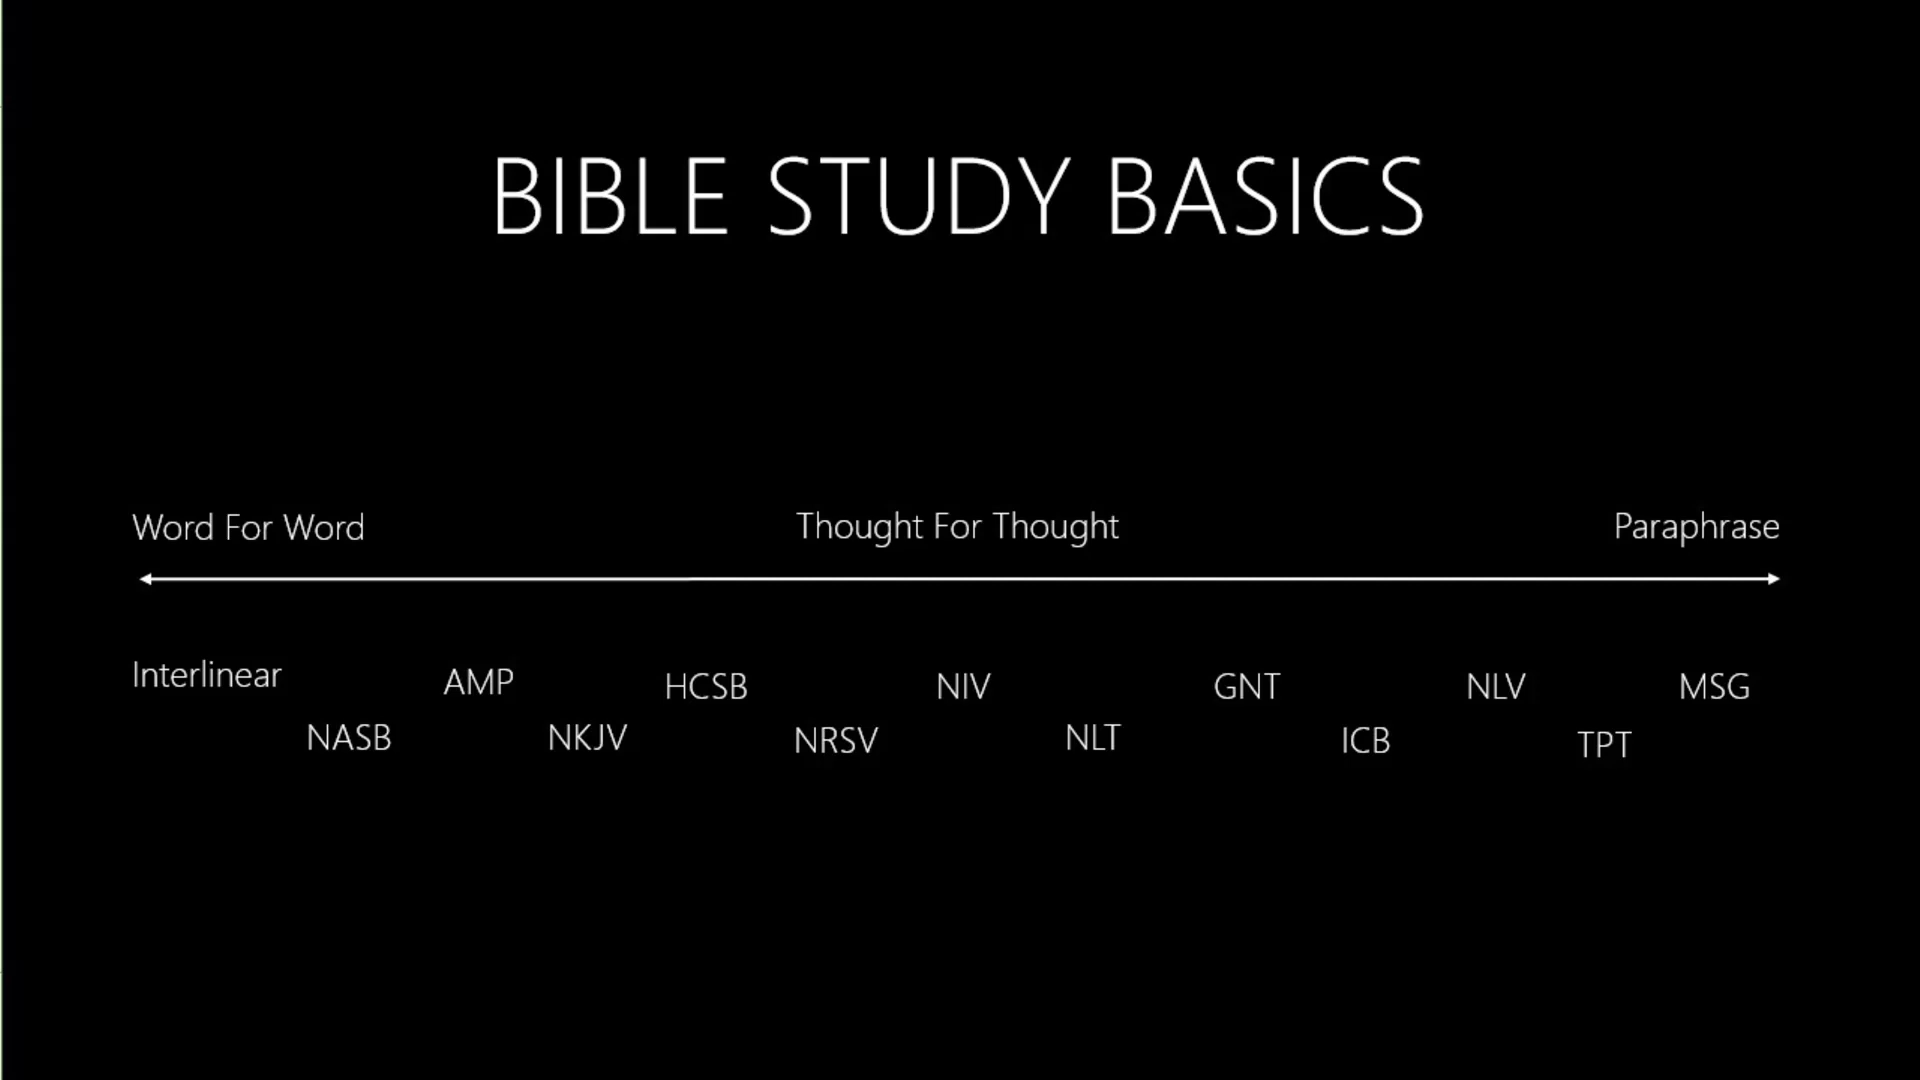 BIBLE STUDY BASICS
Word For Word Thought For Thought Paraphrase
Interlinear AMP HCSB NIV GNT NLV MSG
NASB NKJV NRSV NLT ICB TPT